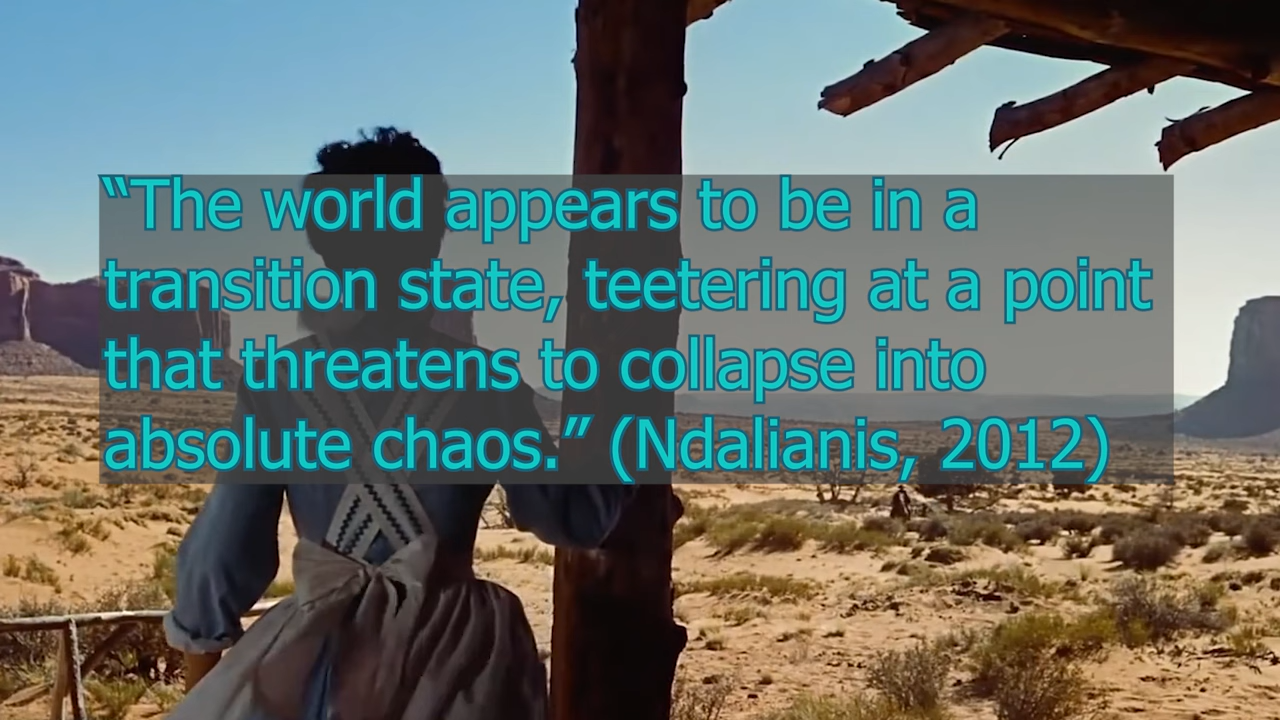 “The world appears to be in a
transition state, teetering at a point
that threatens to collapse into
absolute chaos.” (Ndalianis, 2012)